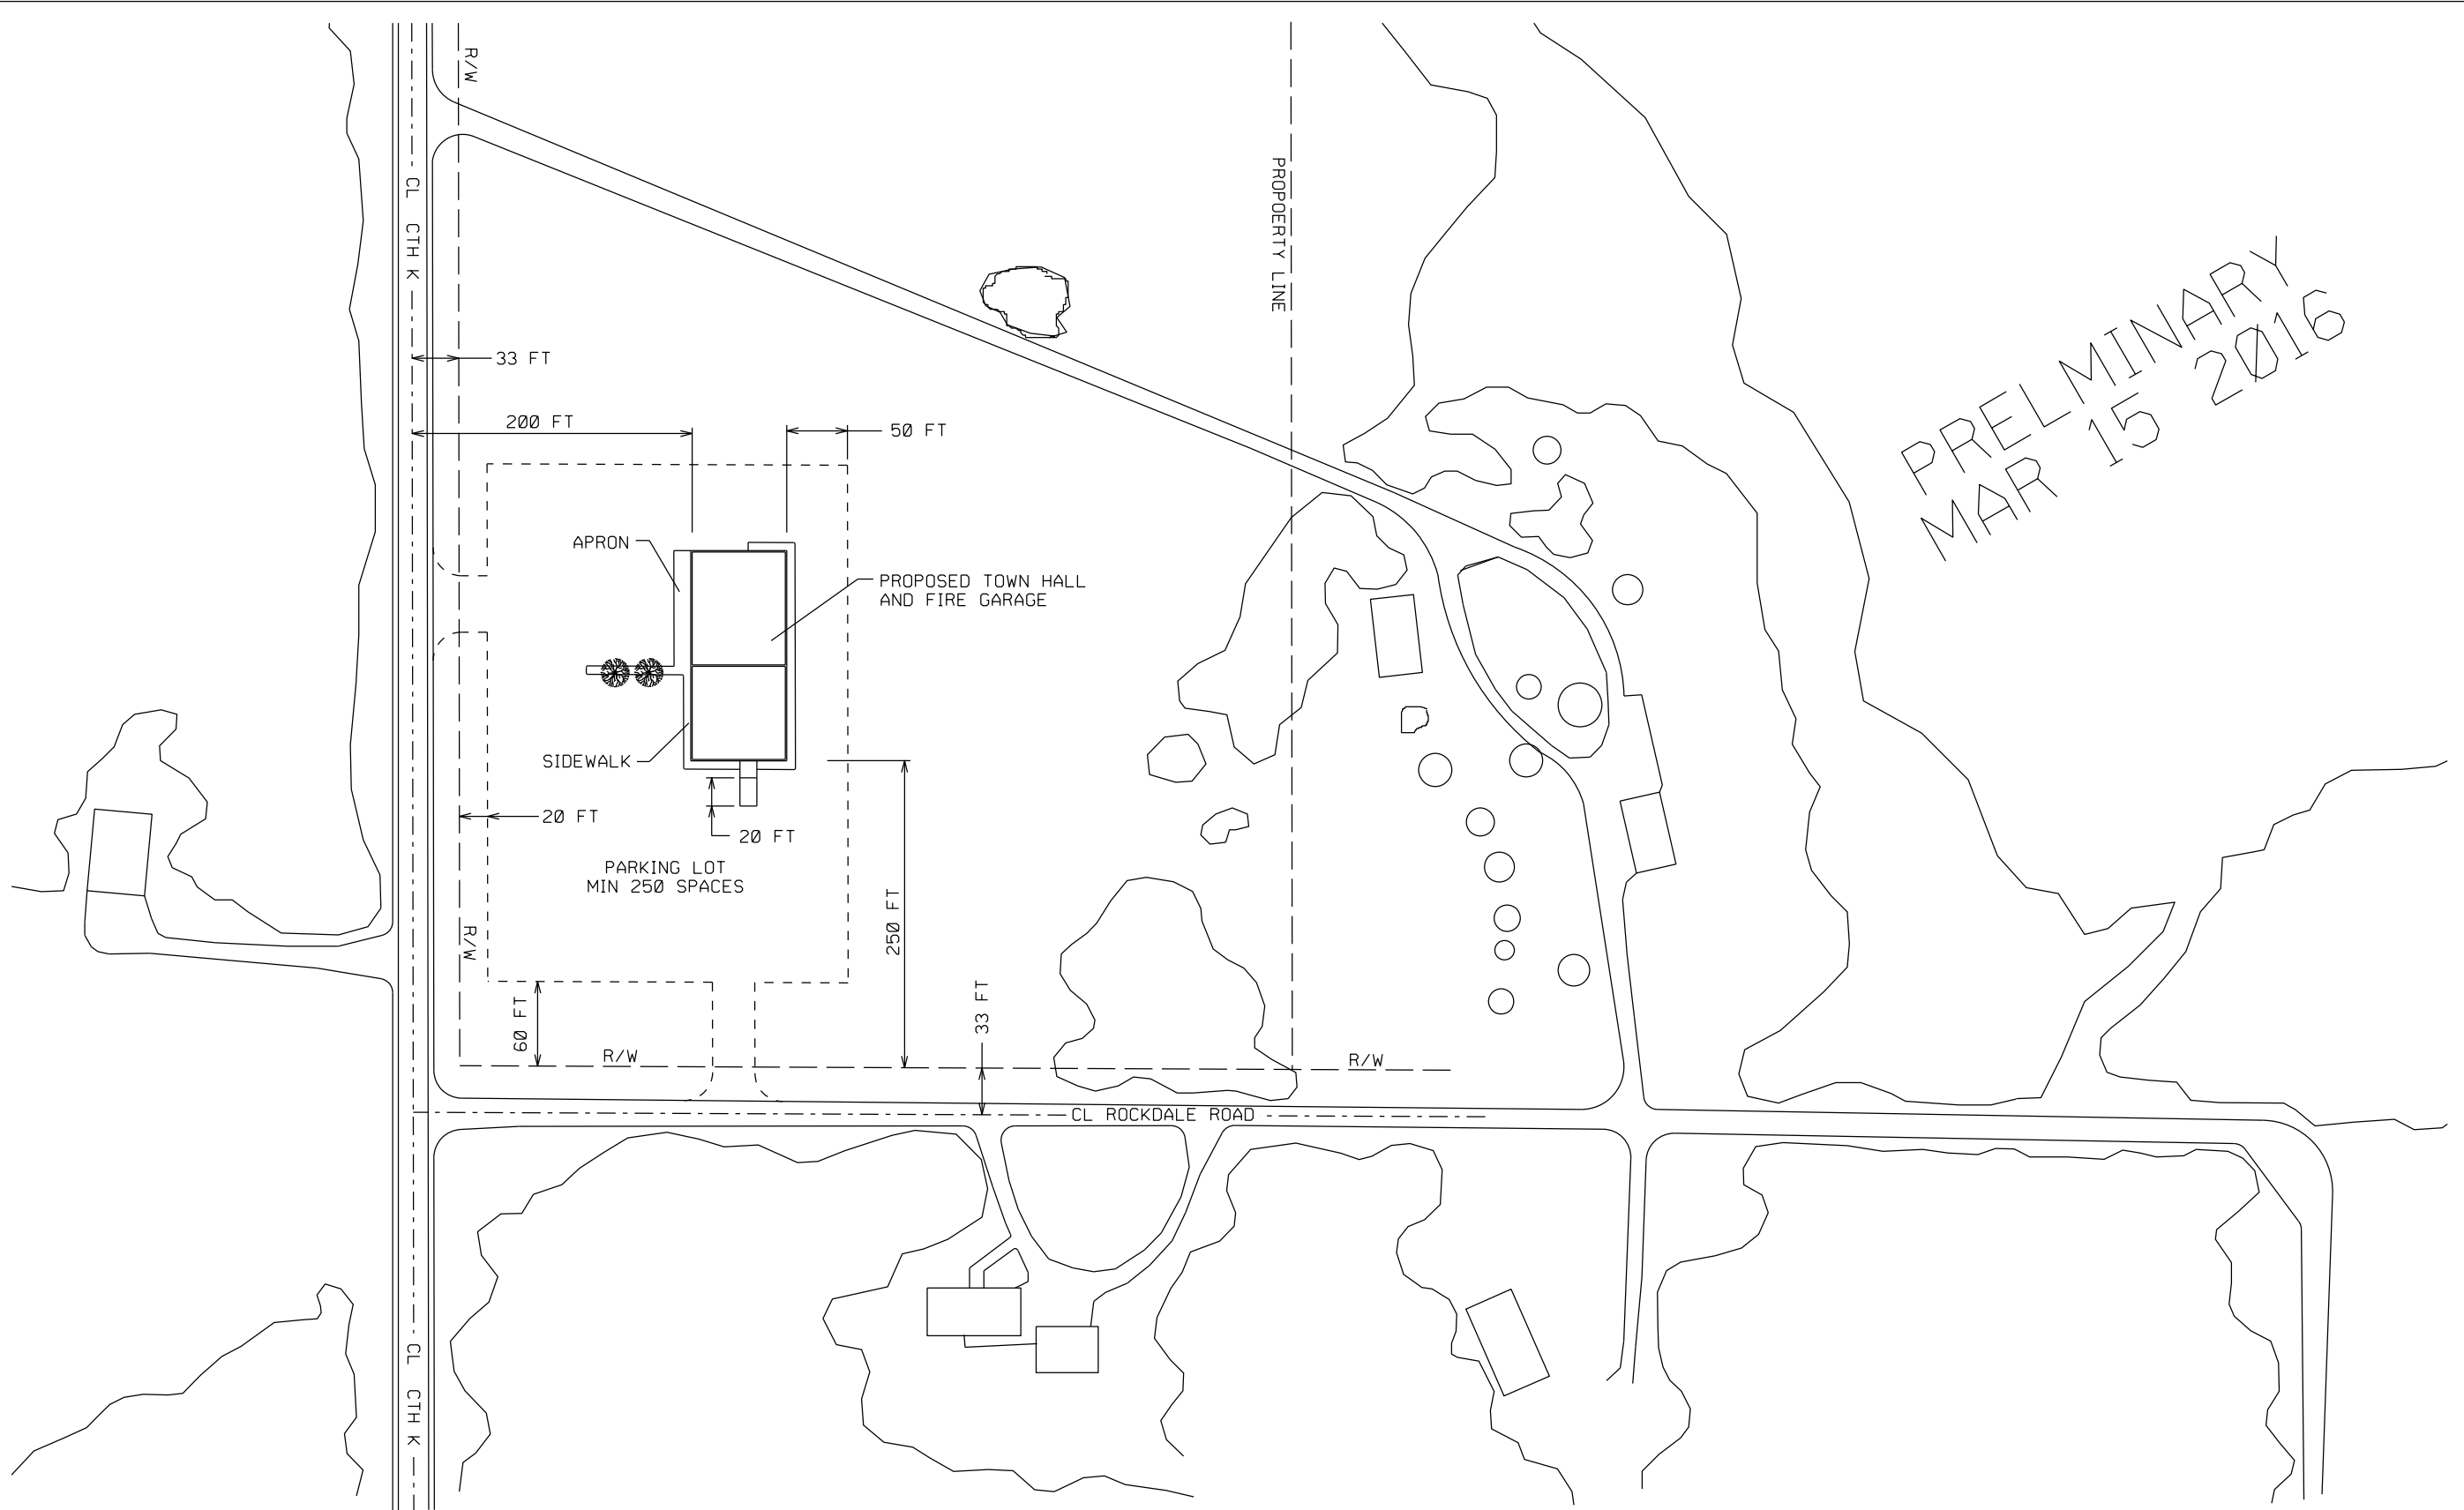 R/W
CL CTH K
PROPOERTY LINE
PRELMINARY
MAR 15 2016
33 FT
200 FT
50 FT
APRON
PROPOSED TOWN HALL
AND FIRE GARAGE
SIDEWALK
20 FT
20 FT
PARKING LOT
MIN 250 SPACES
250 FT
R/W
33 FT
60 FT
R/W
R/W
CL ROCKDALE ROAD
CL CTH K